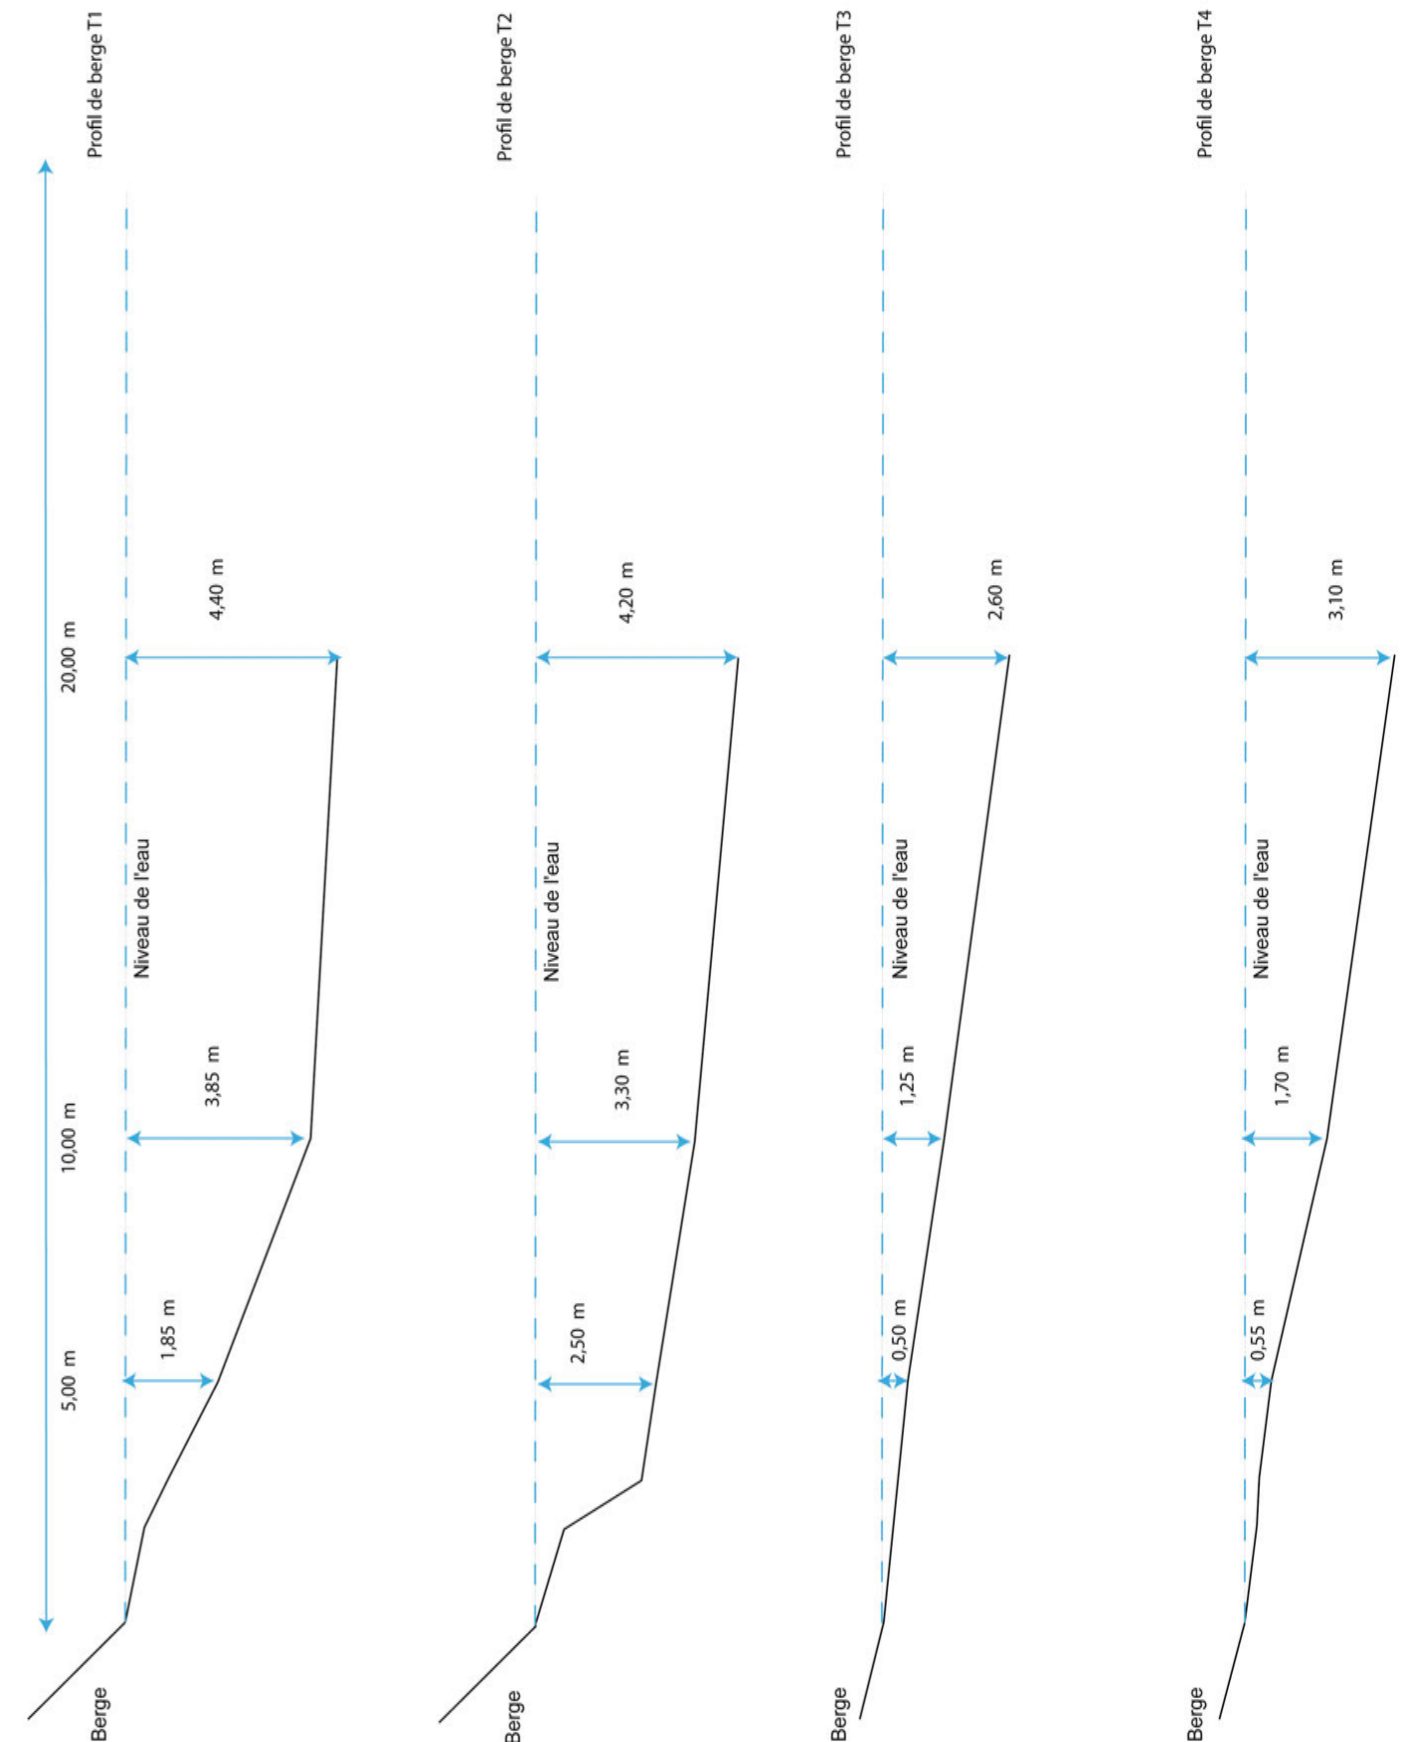 Profil de berge T1
5,00 m
10,00 m
20,00 m
Berge
Niveau de l'eau
1,85 m
3,85 m
4,40 m
Profil de berge T2
Berge
Niveau de l'eau
2,50 m
3,30 m
4,20 m
Profil de berge T3
Berge
Niveau de l'eau
0,50 m
1,25 m
2,60 m
Profil de berge T4
Berge
Niveau de l'eau
0,55 m
1,70 m
3,10 m